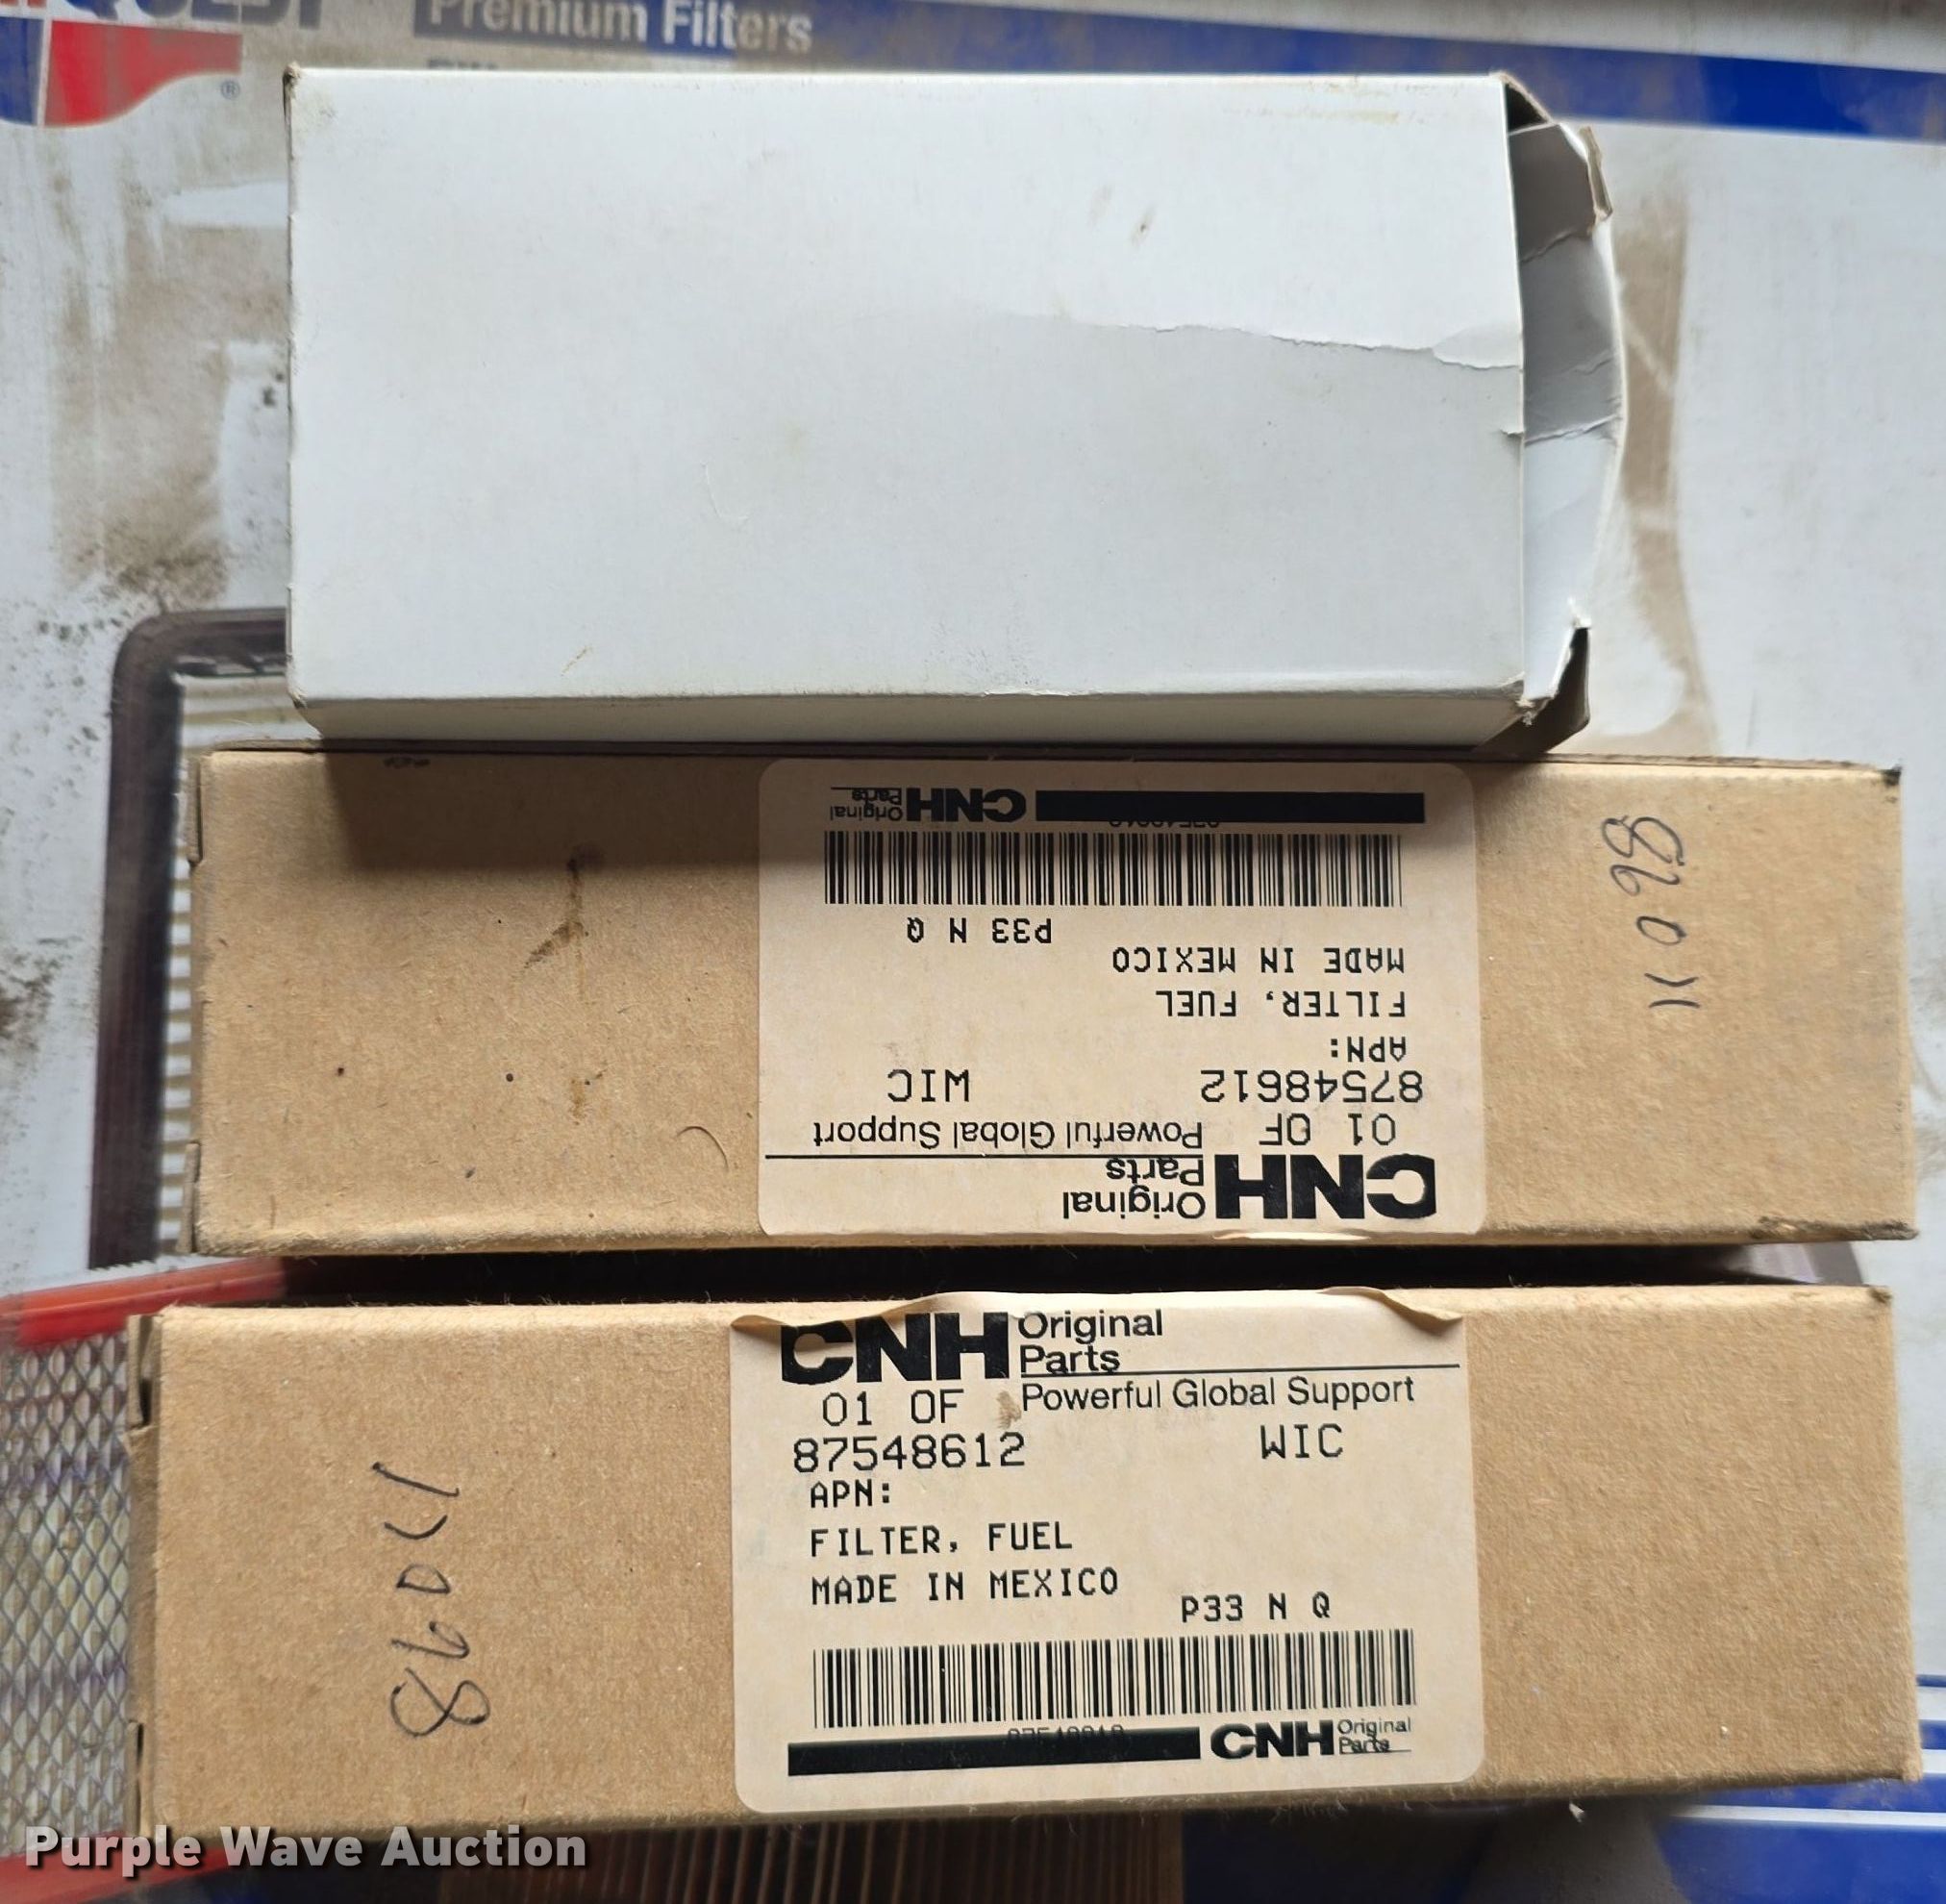 Premium Filters
®
CNH Original
Parts
01 OF Powerful Global Support
87548612 WIC
APN:
FILTER, FUEL
MADE IN MEXICO
P33 N Q
CNH Original
Parts
86011
CNH Original
Parts
01 OF Powerful Global Support
87548612 WIC
APN:
FILTER, FUEL
MADE IN MEXICO
P33 N Q
CNH Original
Parts
Purple Wave Auction